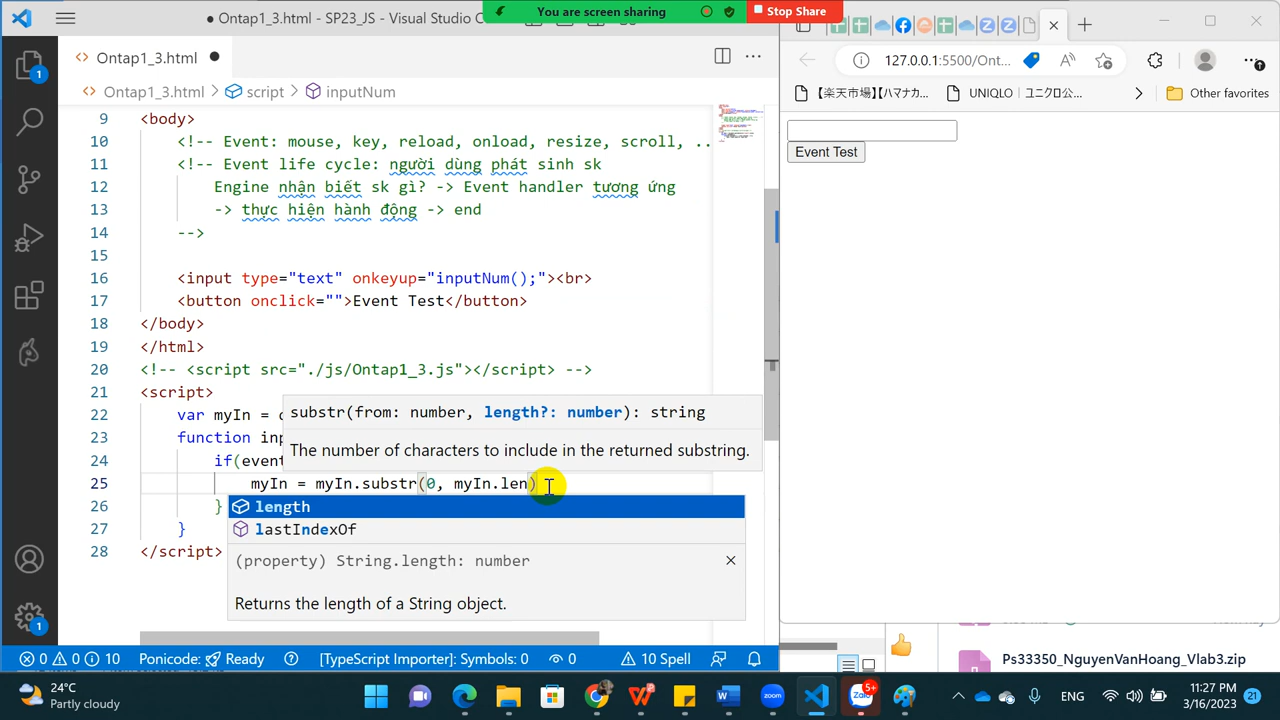 ● Ontap1_3.html - SP23_JS - Visual Studio C
You are screen sharing
Stop Share
Ontap1_3.html ●
Ontap1_3.html > script > inputNum
9 <body>
10 <!-- Event: mouse, key, reload, onload, resize, scroll, ..
11 <!-- Event life cycle: người dùng phát sinh sk
12 Engine nhận biết sk gì? -> Event handler tương ứng
13 -> thực hiện hành động -> end
14 -->
15
16 <input type="text" onkeyup="inputNum();"><br>
17 <button onclick="">Event Test</button>
18 </body>
19 </html>
20 <!-- <script src="./js/Ontap1_3.js"></script> -->
21 <script>
22 var myIn =
23 function
24 if(event
25 myIn = myIn.substr(0, myIn.len)
26 }
27 }
28 </script>
substr(from: number, length?: number): string
The number of characters to include in the returned substring.
length
lastIndexOf
(property) String.length: number
Returns the length of a String object.
1
1
0 0 10 Ponicode: Ready [TypeScript Importer]: Symbols: 0 0 10 Spell
127.0.0.1:5500/Ont...
【楽天市場】【ハマナカ... UNIQLO｜ユニクロ公... Other favorites
Event Test
Ps33350_NguyenVanHoang_Vlab3.zip
24°C
Partly cloudy
5+
ENG
11:27 PM
3/16/2023
21